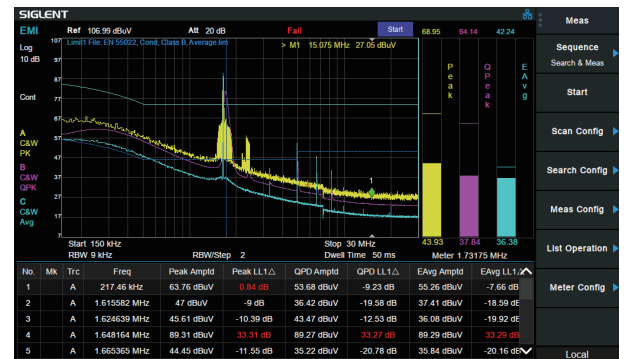 SIGLENT
EMI Ref 106.99 dBuV Att 20 dB Fail Start 68.95 64.14 42.24 Meas
Log 107 Limit1 File: EN 55022, Cond, Class B, Average.lim > M1 15.075 MHz 27.05 dBuV
10 dB 97
87
Cont 77
67
A 57
C&W
PK
B 47
C&W 37
QPK
C 27
C&W 17
Avg
7
1
Peak
QPeak
EAvg
Start 150 kHz Stop 30 MHz 43.93 37.84 36.38
RBW 9 kHz RBW/Step 2 Dwell Time 50 ms Meter 1.73175 MHz
No. Mk Trc Freq Peak Amptd Peak LL1△ QPD Amptd QPD LL1△ EAvg Amptd EAvg LL1△
1 A 217.46 kHz 63.76 dBuV 0.84 dB 53.68 dBuV -9.23 dB 55.26 dBuV -7.66 dB
2 A 1.615582 MHz 47 dBuV -9 dB 36.42 dBuV -19.58 dB 37.41 dBuV -18.59 dB
3 A 1.624639 MHz 45.61 dBuV -10.39 dB 43.47 dBuV -12.53 dB 36.08 dBuV -19.92 dB
4 A 1.648164 MHz 89.31 dBuV 33.31 dB 89.27 dBuV 33.27 dB 89.29 dBuV 33.29 dB
5 A 1.665365 MHz 44.45 dBuV -11.55 dB 35.22 dBuV -20.78 dB 35.84 dBuV -20.16 dB
Sequence
Search & Meas
Start
Scan Config
Search Config
Meas Config
List Operation
Meter Config
Local